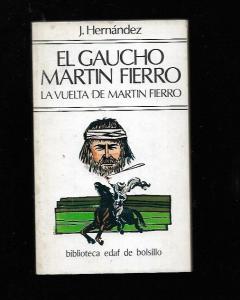 J. Hernández
EL GAUCHO
MARTIN FIERRO
LA VUELTA DE MARTIN FIERRO
biblioteca edaf de bolsillo